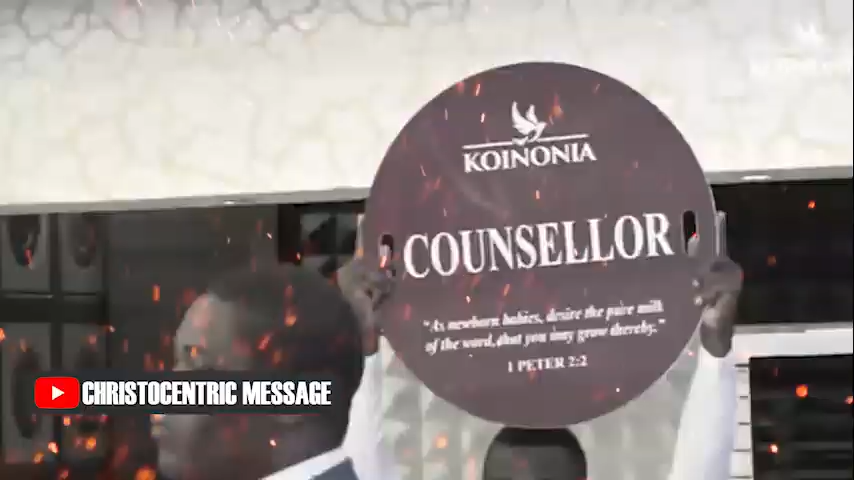 KOINONIA
COUNSELLOR
"As newborn babies, desire the pure milk
of the word, that you may grow thereby."
1 PETER 2:2
CHRISTOCENTRIC MESSAGE